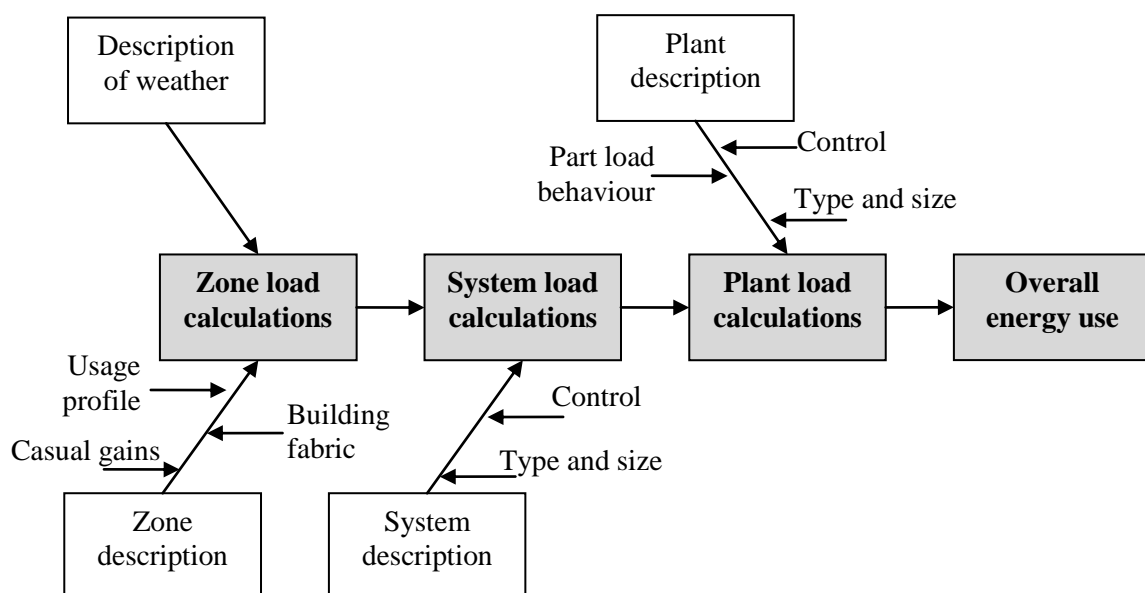 Description
of weather
Plant
description
Control
Part load
behaviour
Type and size
Zone load
calculations
System load
calculations
Plant load
calculations
Overall
energy use
Usage
profile
Building
fabric
Casual gains
Control
Type and size
Zone
description
System
description